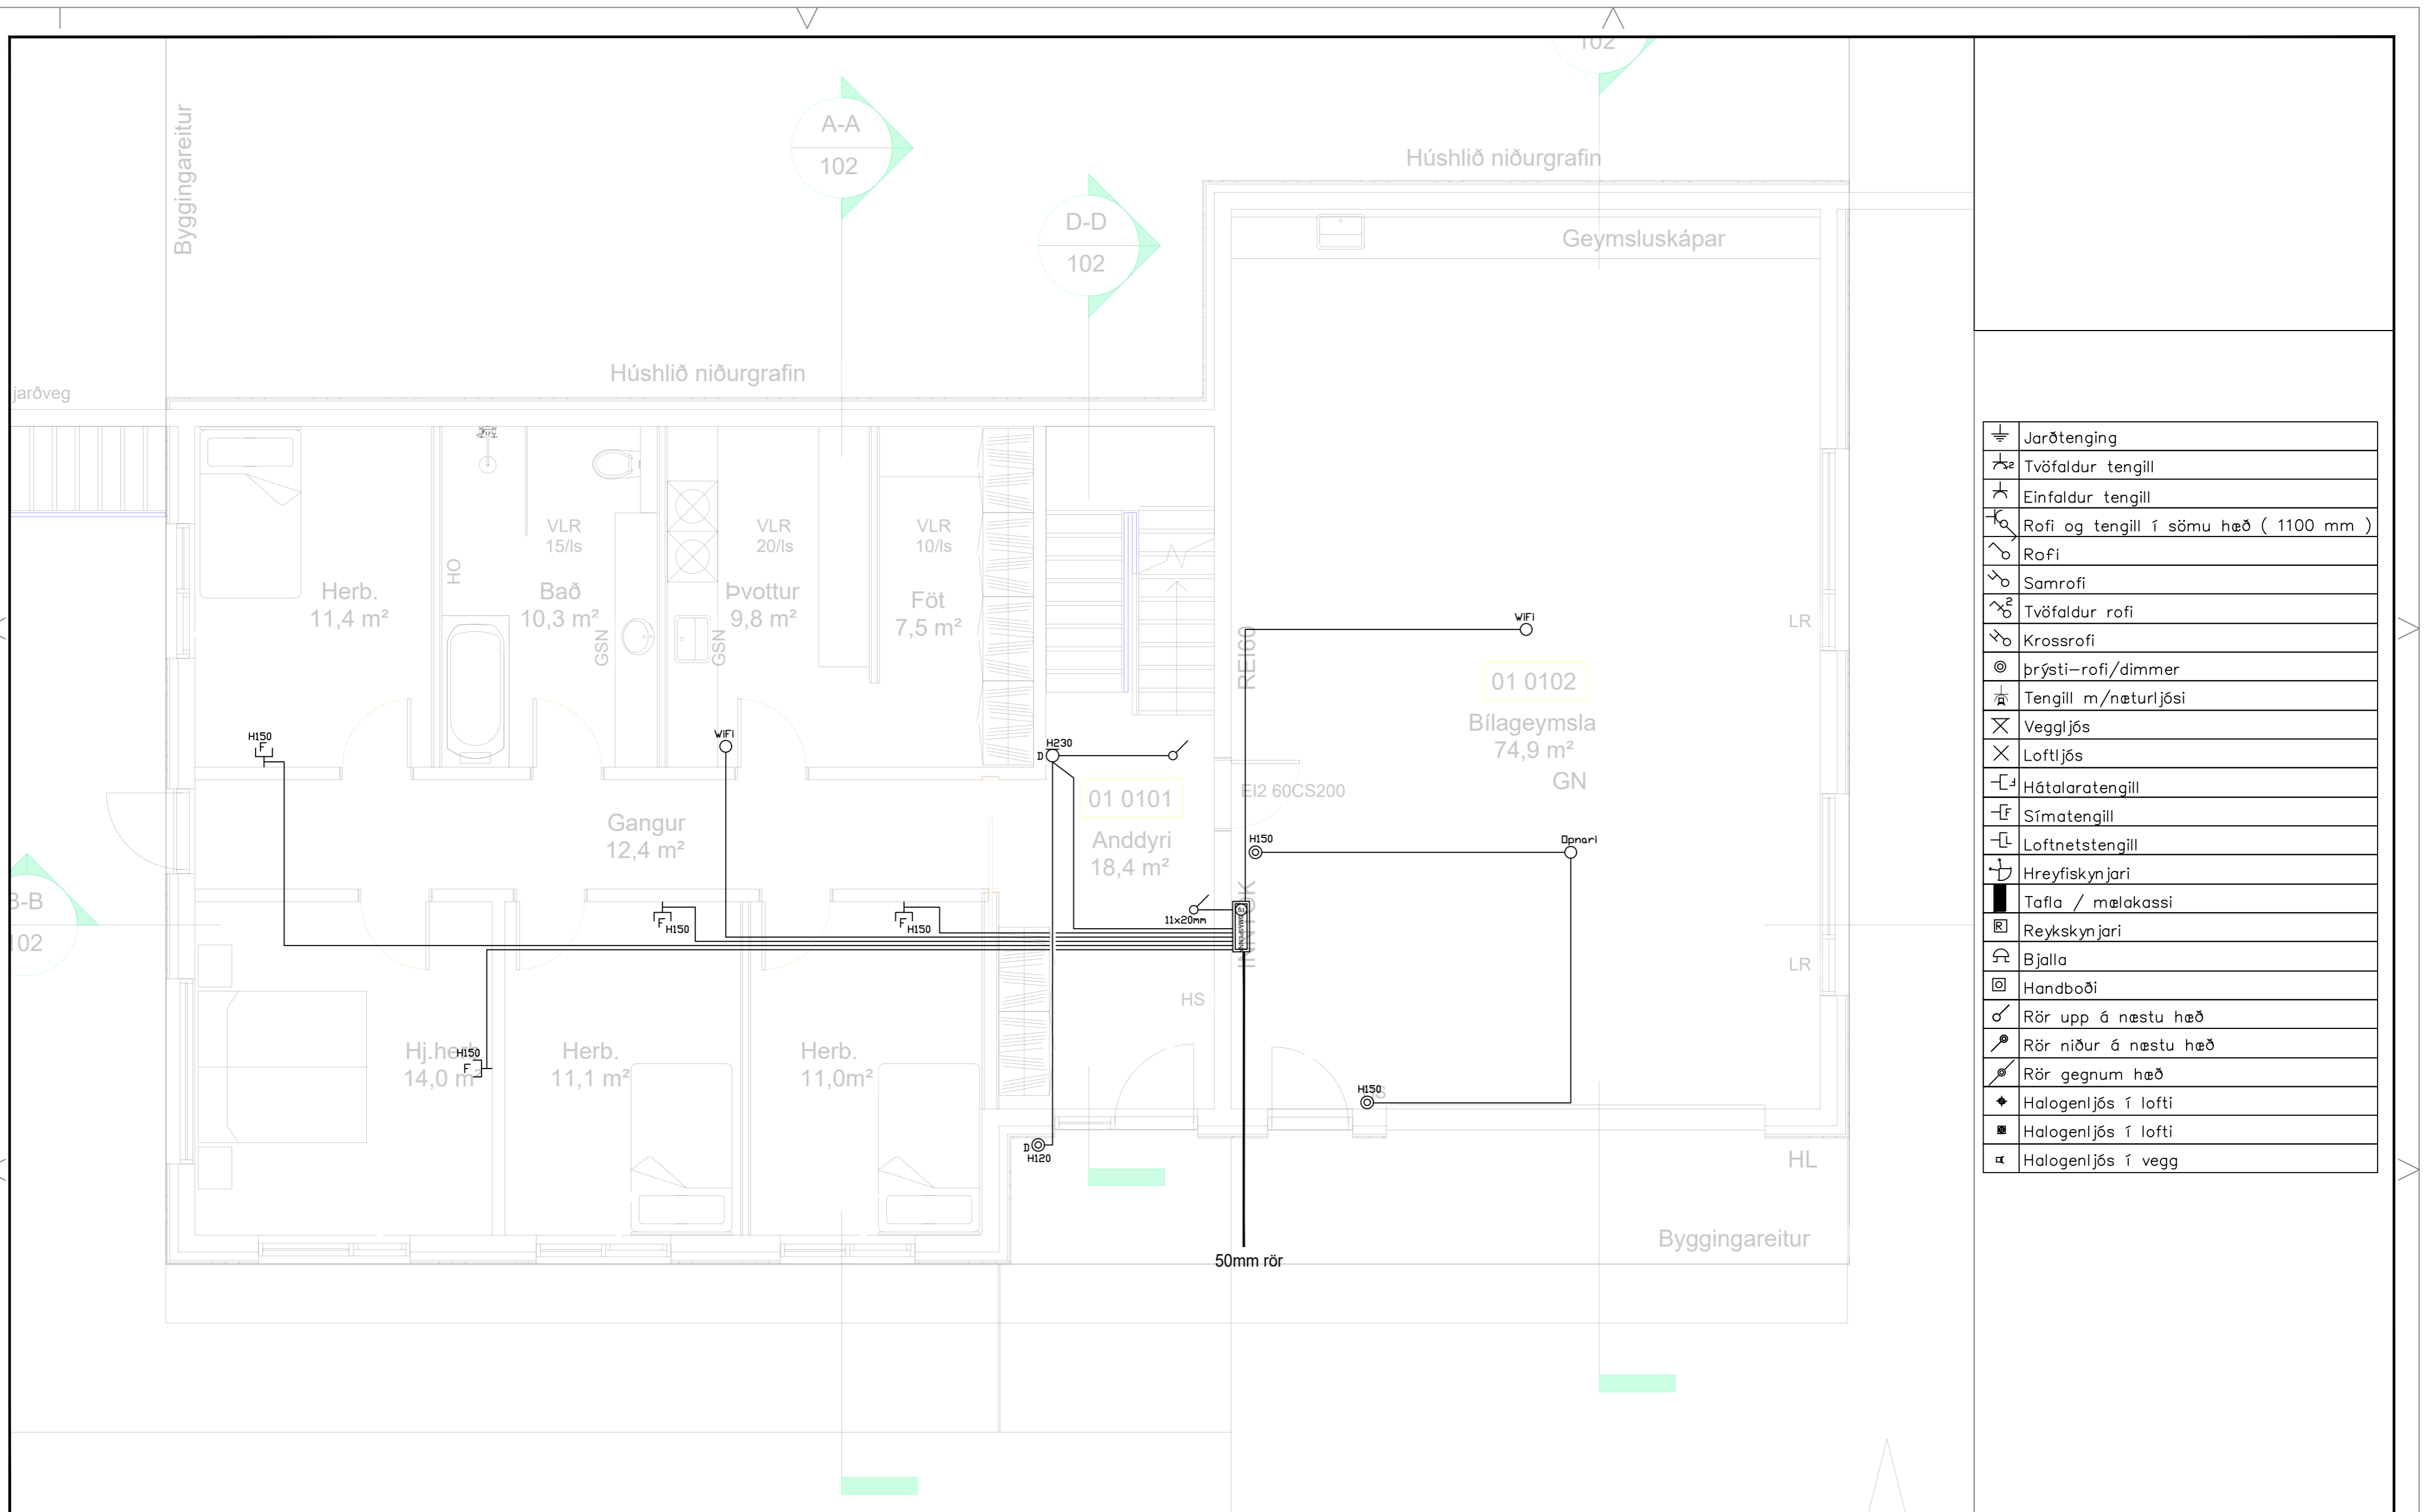 102
A-A
102
Byggingareitur
Húshlið niðurgrafin
D-D
102
Geymsluskápar
Húshlið niðurgrafin
jarðveg
VLR
15/ls
VLR
20/ls
VLR
10/ls
HO
Herb.
11,4 m²
Bað
10,3 m²
GSN
Þvottur
9,8 m²
GSN
Föt
7,5 m²
WiFi
REI60
LR
01 0102
Bílageymsla
74,9 m²
GN
H150
F
WiFi
H230
D
01 0101
EI2 60CS200
Gangur
12,4 m²
Anddyri
18,4 m²
H150
Opnari
B-B
102
F
H150
F
H150
11x20mm
INNTÖK
LR
HS
Hj.herb
14,0 m²
H150
F
Herb.
11,1 m²
Herb.
11,0m²
H150
D
H120
HL
Byggingareitur
50mm rör
Jarðtenging
2 Tvöfaldur tengill
Einfaldur tengill
Rofi og tengill í sömu hæð ( 1100 mm )
Rofi
Samrofi
2 Tvöfaldur rofi
Krossrofi
þrýsti-rofi/dimmer
Tengill m/næturljósi
Veggljós
Loftljós
Hátalaratengill
F Símatengill
L Loftnetstengill
Hreyfiskynjari
Tafla / mælakassi
R Reykskynjari
Bjalla
Handboði
Rör upp á næstu hæð
Rör niður á næstu hæð
Rör gegnum hæð
Halogenljós í lofti
Halogenljós í lofti
Halogenljós í vegg